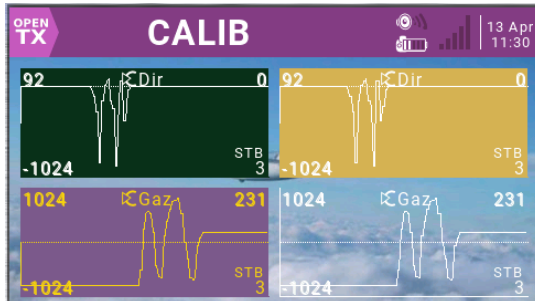 OPEN
TX
CALIB
13 Apr
11:30
92 Dir 0
STB
-1024 3
92 Dir 0
STB
-1024 3
1024 Gaz 231
STB
-1024 3
1024 Gaz 231
STB
-1024 3